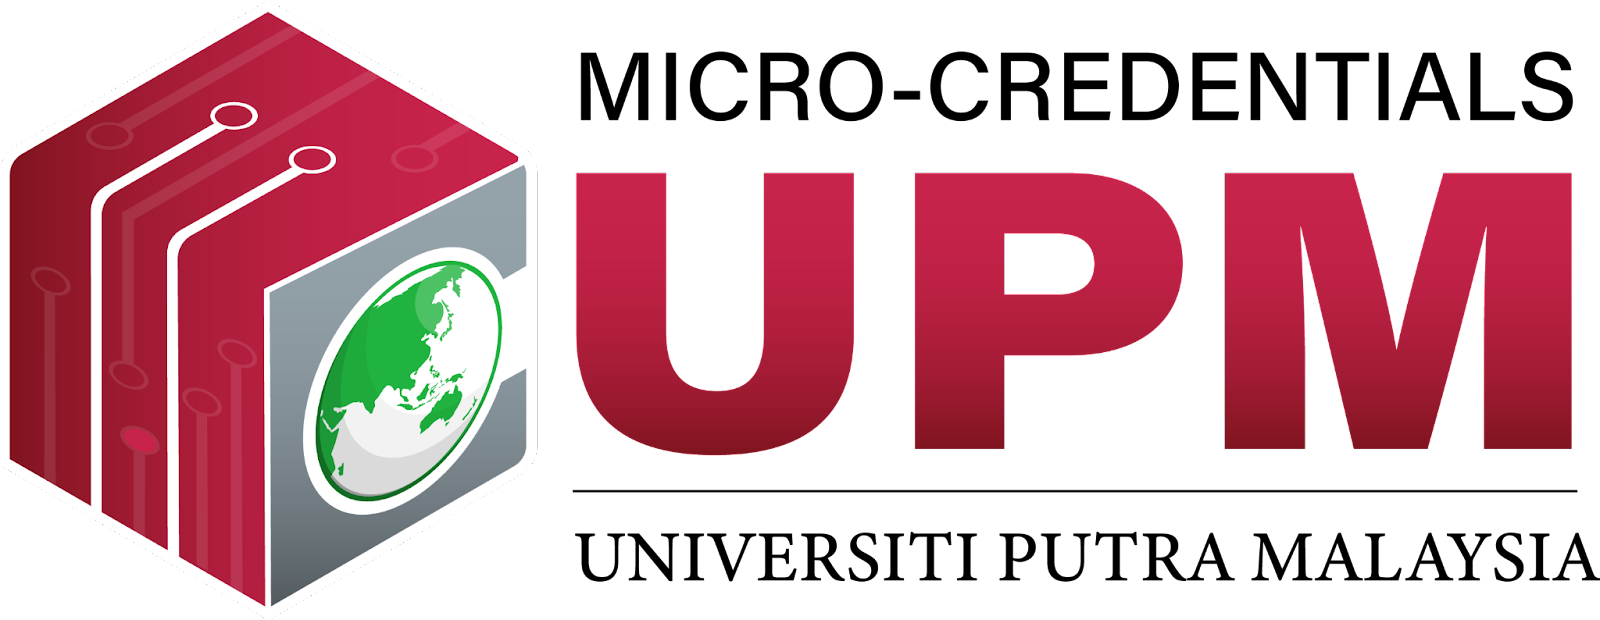 MICRO-CREDENTIALS
UPM
UNIVERSITI PUTRA MALAYSIA